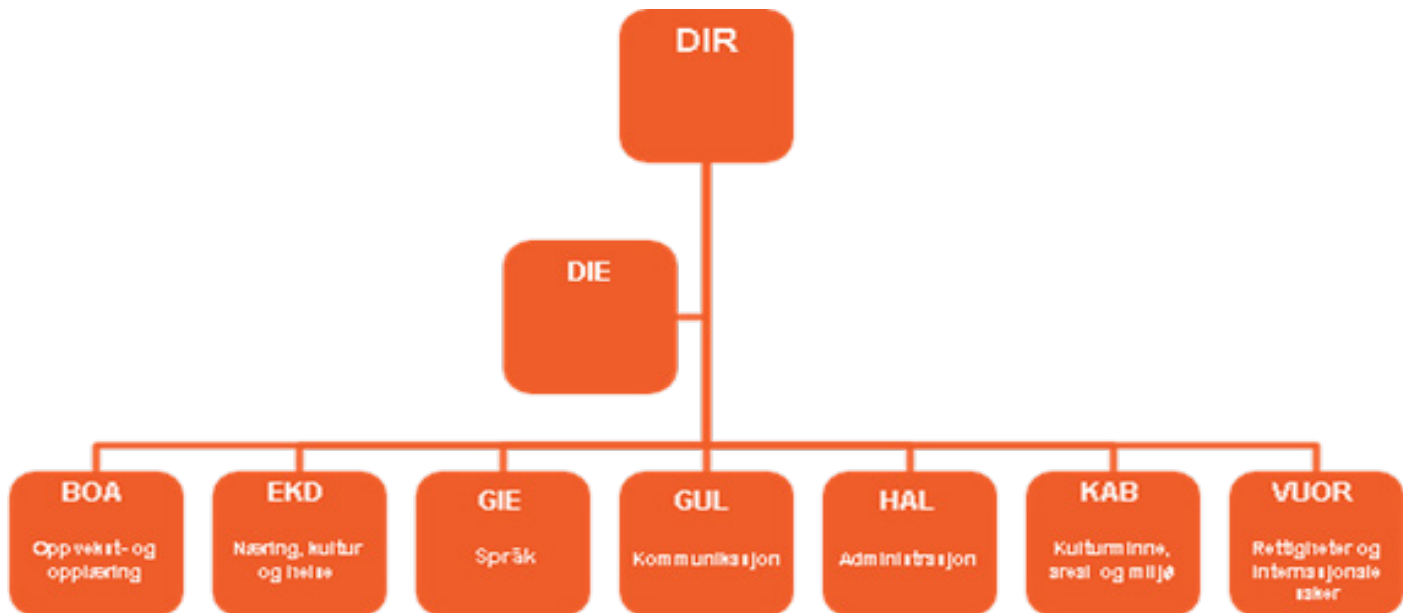 DIR
DIE
BOA
Oppvekst- og
opplæring
EKD
Næring, kultur
og helse
GIE
Språk
GUL
Kommunikasjon
HAL
Administrasjon
KAB
Kulturminne,
areal og miljø
VUOR
Rettigheter og
internasjonale
saker